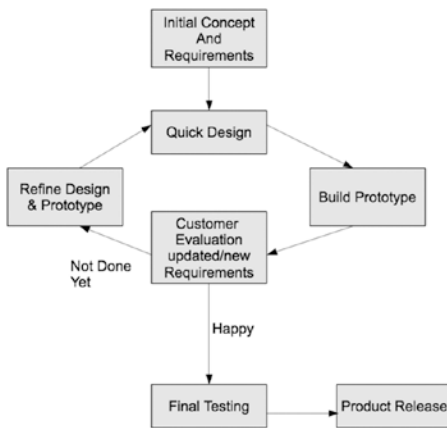 Initial Concept
And
Requirements
Quick Design
Refine Design
& Prototype
Build Prototype
Customer
Evaluation
updated/new
Requirements
Not Done
Yet
Happy
Final Testing
Product Release